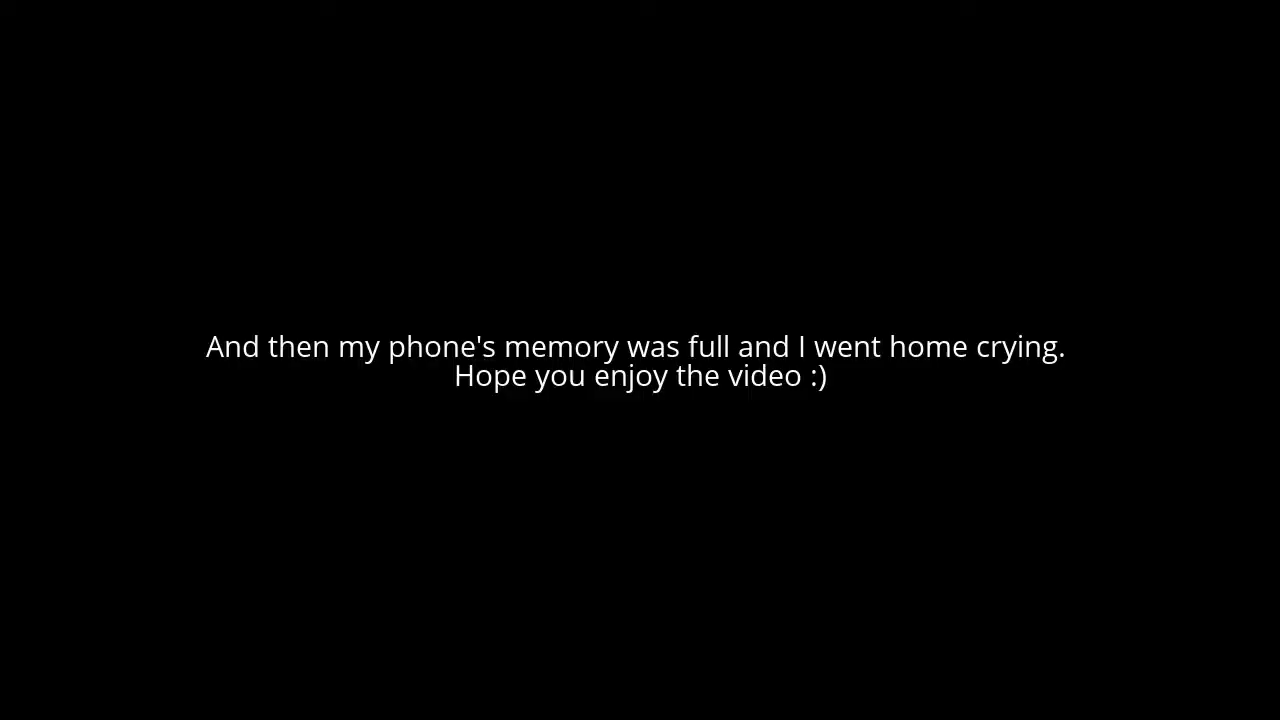 And then my phone's memory was full and I went home crying.
Hope you enjoy the video :)